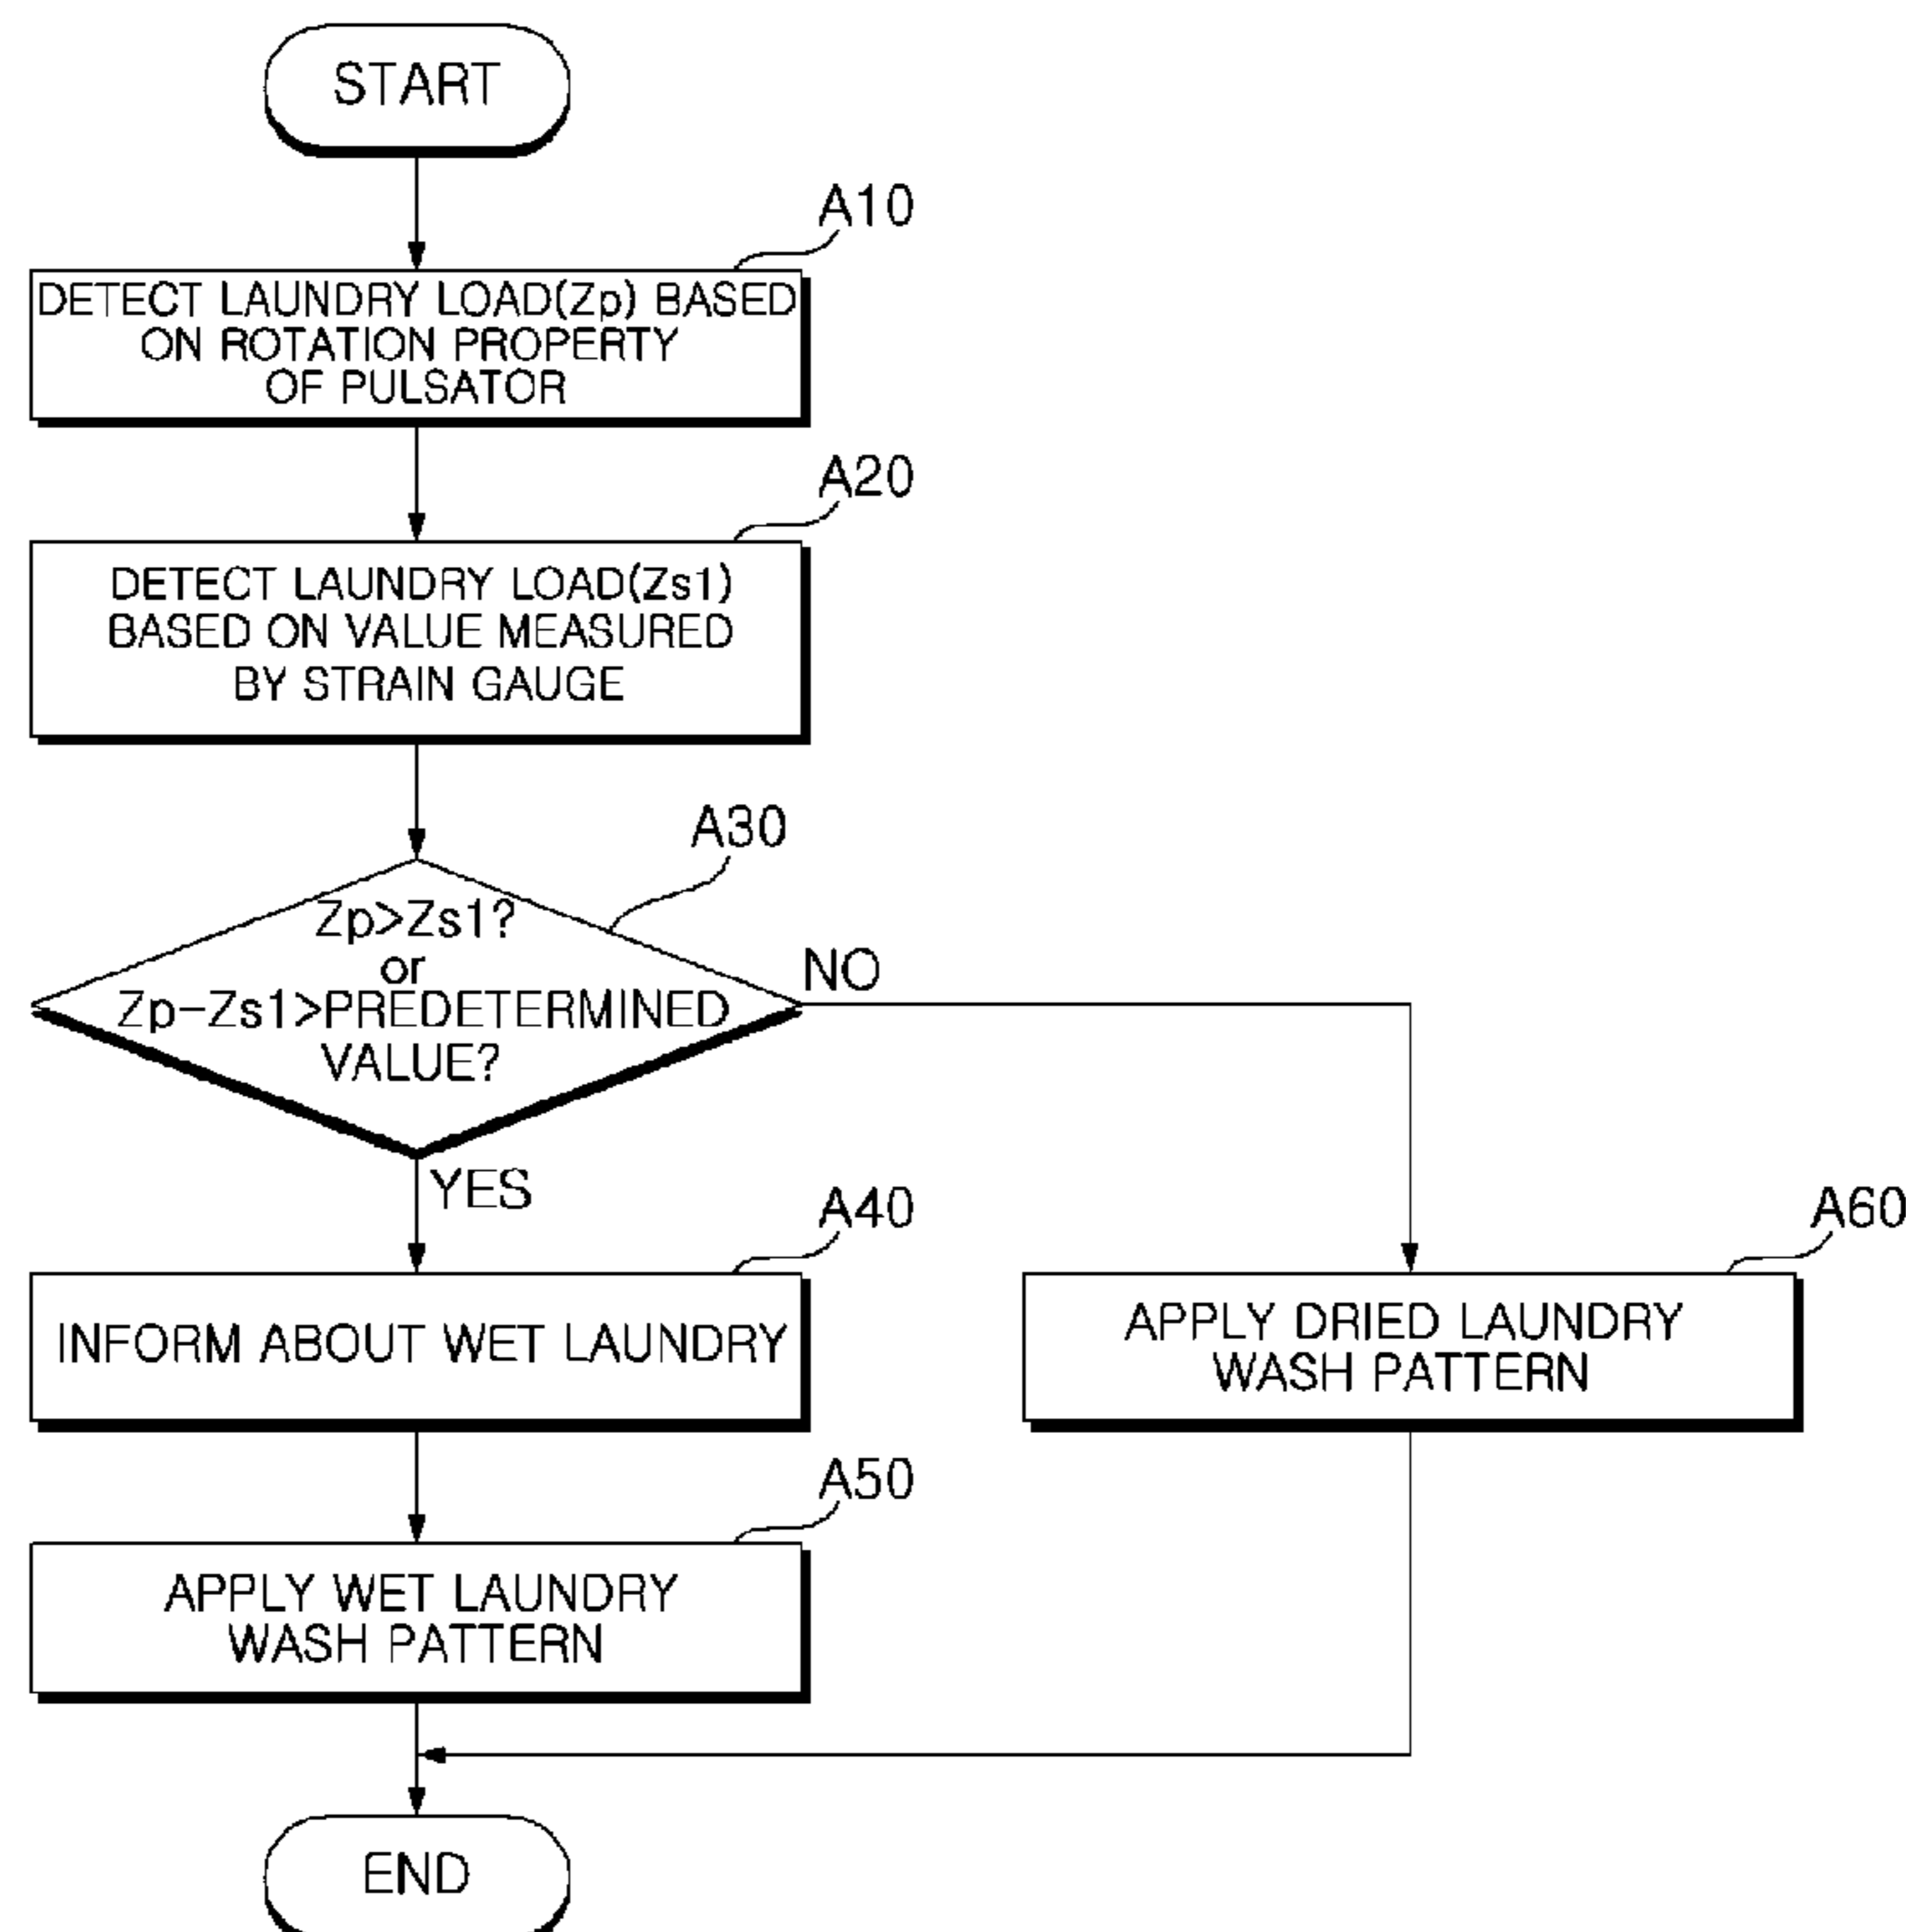 START
A10
DETECT LAUNDRY LOAD(Zp) BASED
ON ROTATION PROPERTY
OF PULSATOR
A20
DETECT LAUNDRY LOAD(Zs1)
BASED ON VALUE MEASURED
BY STRAIN GAUGE
A30
Zp>Zs1?
or
Zp-Zs1>PREDETERMINED
VALUE?
NO
YES
A40
INFORM ABOUT WET LAUNDRY
A60
APPLY DRIED LAUNDRY
WASH PATTERN
A50
APPLY WET LAUNDRY
WASH PATTERN
END